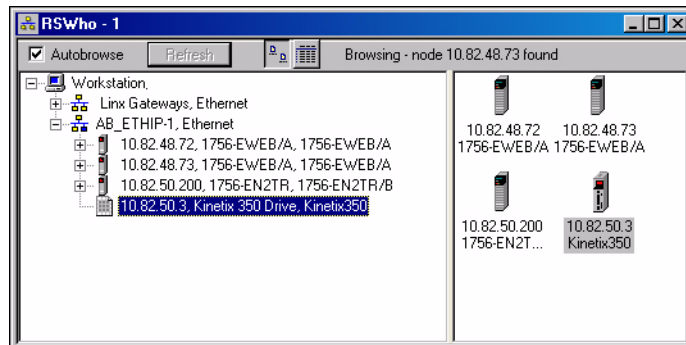 RSWho - 1
Autobrowse Refresh Browsing - node 10.82.48.73 found
Workstation,
Linx Gateways, Ethernet
AB_ETHIP-1, Ethernet
10.82.48.72, 1756-EWEB/A, 1756-EWEB/A
10.82.48.73, 1756-EWEB/A, 1756-EWEB/A
10.82.50.200, 1756-EN2TR, 1756-EN2TR/B
10.82.50.3, Kinetix 350 Drive, Kinetix350
10.82.48.72 10.82.48.73
1756-EWEB/A 1756-EWEB/A
10.82.50.200 10.82.50.3
1756-EN2T... Kinetix350